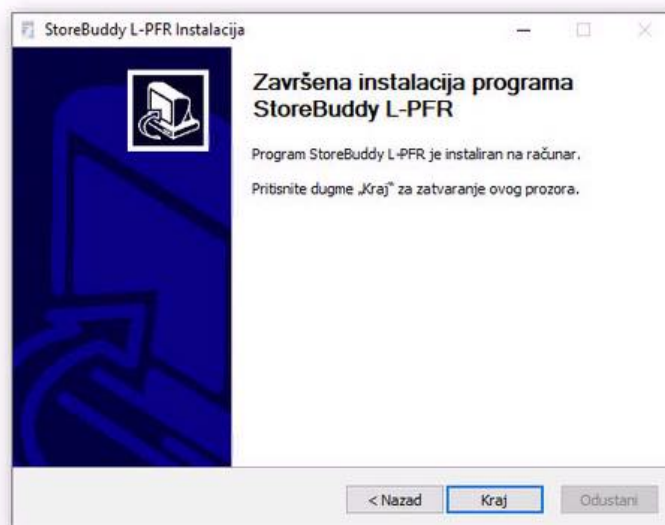 StoreBuddy L-PFR Instalacija
Završena instalacija programa
StoreBuddy L-PFR
Program StoreBuddy L-PFR je instaliran na računar.
Pritisnite dugme „Kraj“ za zatvaranje ovog prozora.
< Nazad
Kraj
Odustani